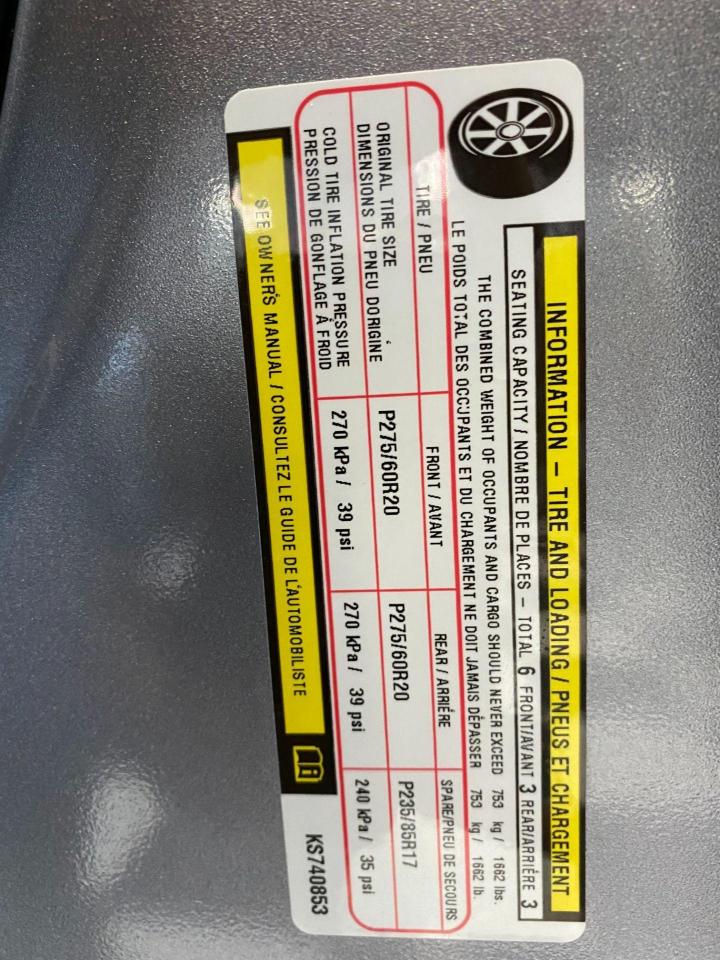 INFORMATION – TIRE AND LOADING / PNEUS ET CHARGEMENT
SEATING CAPACITY / NOMBRE DE PLACES – TOTAL 6 FRONT/AVANT 3 REAR/ARRIÈRE 3
THE COMBINED WEIGHT OF OCCUPANTS AND CARGO SHOULD NEVER EXCEED 753 kg / 1662 lbs.
LE POIDS TOTAL DES OCCUPANTS ET DU CHARGEMENT NE DOIT JAMAIS DÉPASSER 753 kg / 1662 lb.
TIRE / PNEU FRONT / AVANT REAR / ARRIÉRE SPARE/PNEU DE SECOURS
ORIGINAL TIRE SIZE
DIMENSIONS DU PNEU DORIGINE P275/60R20 P275/60R20 P235/85R17
COLD TIRE INFLATION PRESSURE
PRESSION DE GONFLAGE À FROID 270 kPa / 39 psi 270 kPa / 39 psi 240 kPa / 35 psi
SEE OWNER'S MANUAL / CONSULTEZ LE GUIDE DE L'AUTOMOBILISTE
KS740853